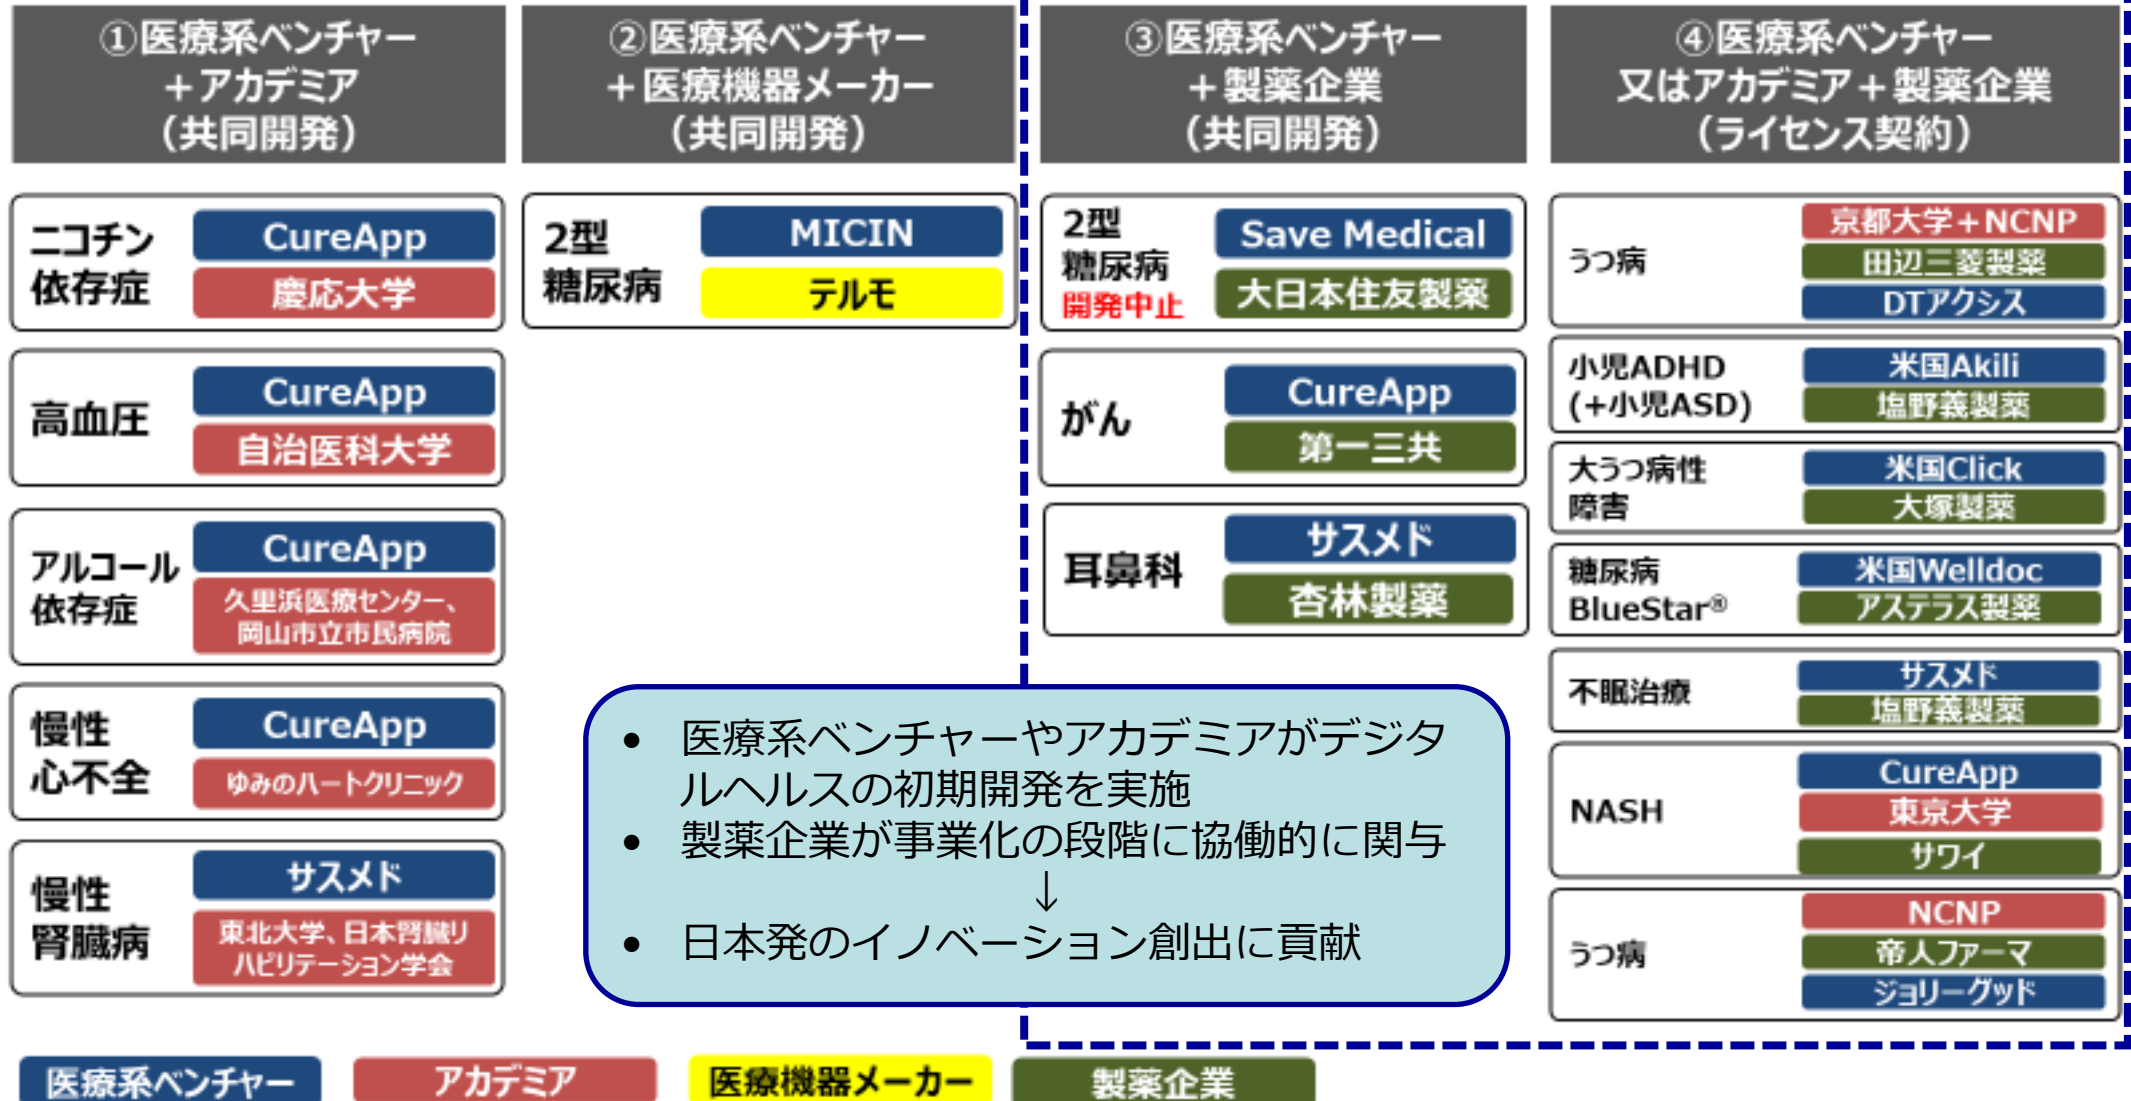 ①医療系ベンチャー
＋アカデミア
（共同開発）
ニコチン
依存症
CureApp
慶応大学
高血圧
CureApp
自治医科大学
アルコール
依存症
CureApp
久里浜医療センター、
岡山市立市民病院
慢性
心不全
CureApp
ゆみのハートクリニック
慢性
腎臓病
サスメド
東北大学、日本腎臓リ
ハビリテーション学会
②医療系ベンチャー
＋医療機器メーカー
（共同開発）
2型
糖尿病
MICIN
テルモ
③医療系ベンチャー
＋製薬企業
（共同開発）
2型
糖尿病
開発中止
Save Medical
大日本住友製薬
がん
CureApp
第一三共
耳鼻科
サスメド
杏林製薬
④医療系ベンチャー
又はアカデミア＋製薬企業
（ライセンス契約）
うつ病
京都大学＋NCNP
田辺三菱製薬
DTアクシス
小児ADHD
(+小児ASD)
米国Akili
塩野義製薬
大うつ病性
障害
米国Click
大塚製薬
糖尿病
BlueStar®
米国Welldoc
アステラス製薬
不眠治療
サスメド
塩野義製薬
NASH
CureApp
東京大学
サワイ
うつ病
NCNP
帝人ファーマ
ジョリーグッド
• 医療系ベンチャーやアカデミアがデジタ
ルヘルスの初期開発を実施
• 製薬企業が事業化の段階に協働的に関与
↓
• 日本発のイノベーション創出に貢献
医療系ベンチャー
アカデミア
医療機器メーカー
製薬企業